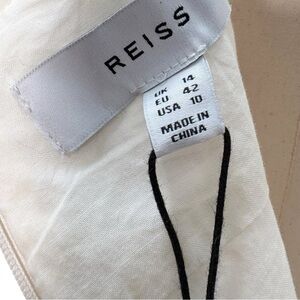 REISS
UK 14
EU 42
USA 10
MADE IN
CHINA